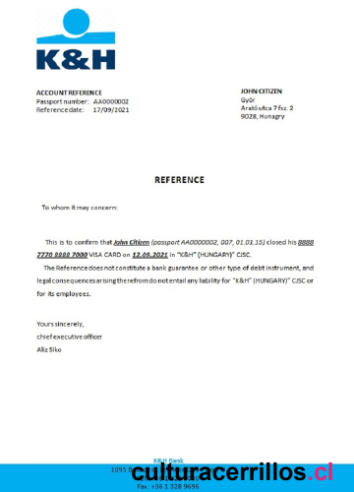 K&H
ACCOUNT REFERENCE
Passport number: AA0000002
Reference date: 17/09/2021
JOHN CITIZEN
Győr
Arató utca 7 fsz. 2
9028, Hunagry
REFERENCE
To whom it may concern:
This is to confirm that John Citizen (passport AA0000002, 007, 01.01.15) closed his 8888
7770 8888 7000 VISA CARD on 12.09.2021 in "K&H" (HUNGARY)" CJSC.
The Reference does not constitute a bank guarantee or other type of debt instrument, and
legal consequences arising therefrom do not entail any liability for "K&H" (HUNGARY)" CJSC or
for its employees.
Yours sincerely,
chief executive officer
Aliz Siko
K&H Bank
1095
culturacerrillos.cl
Fax: +36 1 328 9696